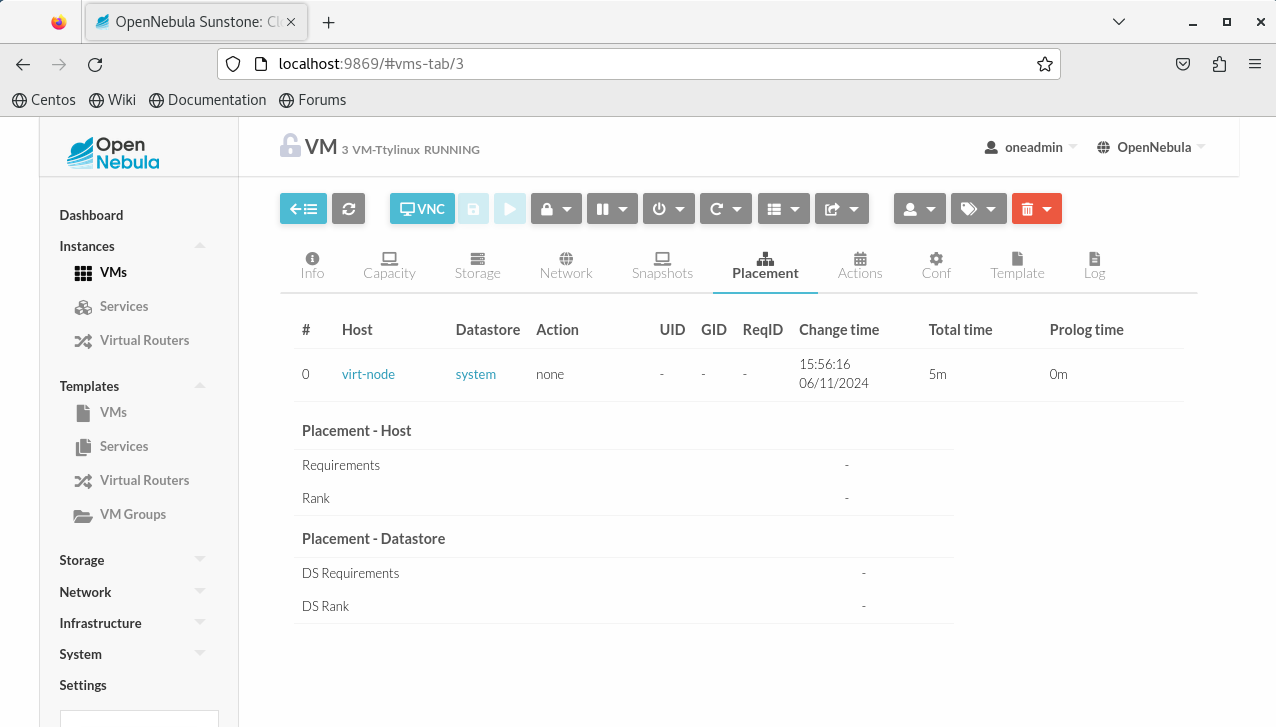 OpenNebula Sunstone: Cl
localhost:9869/#vms-tab/3
Centos Wiki Documentation Forums
Open Nebula
VM 3 VM-Ttylinux RUNNING
oneadmin OpenNebula
Dashboard
Instances
VMs
Services
Virtual Routers
Templates
VMs
Services
Virtual Routers
VM Groups
Storage
Network
Infrastructure
System
Settings
VNC
Info Capacity Storage Network Snapshots Placement Actions Conf Template Log
# Host Datastore Action UID GID ReqID Change time Total time Prolog time
0 virt-node system none - - - 15:56:16 06/11/2024 5m 0m
Placement - Host
Requirements -
Rank -
Placement - Datastore
DS Requirements -
DS Rank -